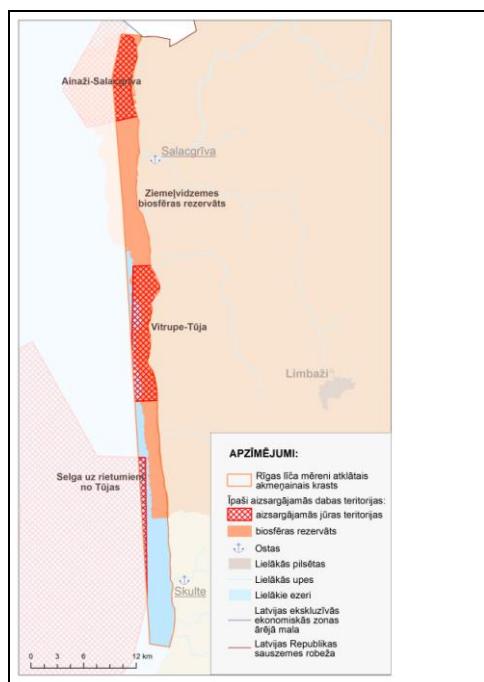 Ainaži-Salacgrīva
Salacgrīva
Ziemeļvidzemes
biosfēras rezervāts
Vitrupe-Tūja
Limbaži
Selga uz rietumiem
no Tūjas
Skulte
0 3 6 12 km
APZĪMĒJUMI:
Rīgas līča mēreni atklātais
akmeņainais krasts
Īpaši aizsargājamās dabas teritorijas:
aizsargājamās jūras teritorijas
biosfēras rezervāts
Ostas
Lielākās pilsētas
Lielākās upes
Lielākie ezeri
Latvijas ekskluzīvās
ekonomiskās zonas
ārējā mala
Latvijas Republikas
sauszemes robeža